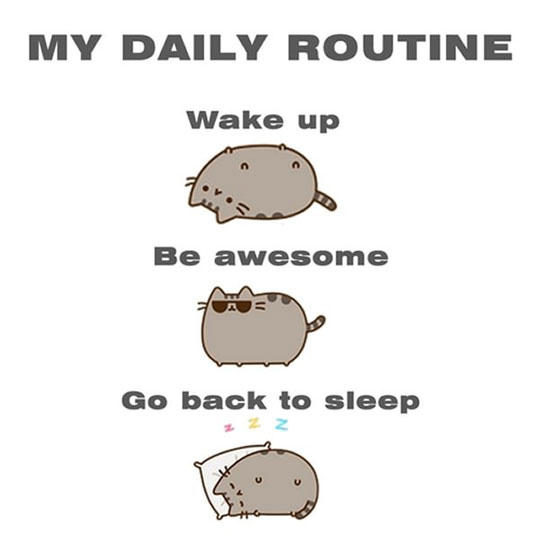 MY DAILY ROUTINE
Wake up
Be awesome
Go back to sleep
z z z